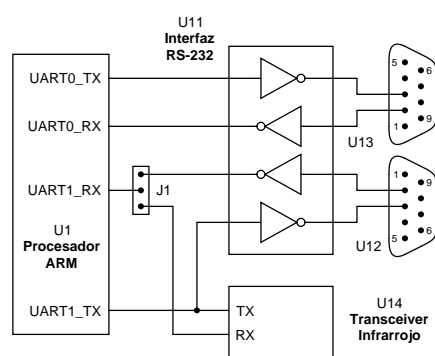 U11
Interfaz
RS-232
UART0_TX
UART0_RX
UART1_RX
UART1_TX
U1
Procesador
ARM
J1
5
6
9
1
U13
1
9
6
5
U12
TX
RX
U14
Transceiver
Infrarrojo